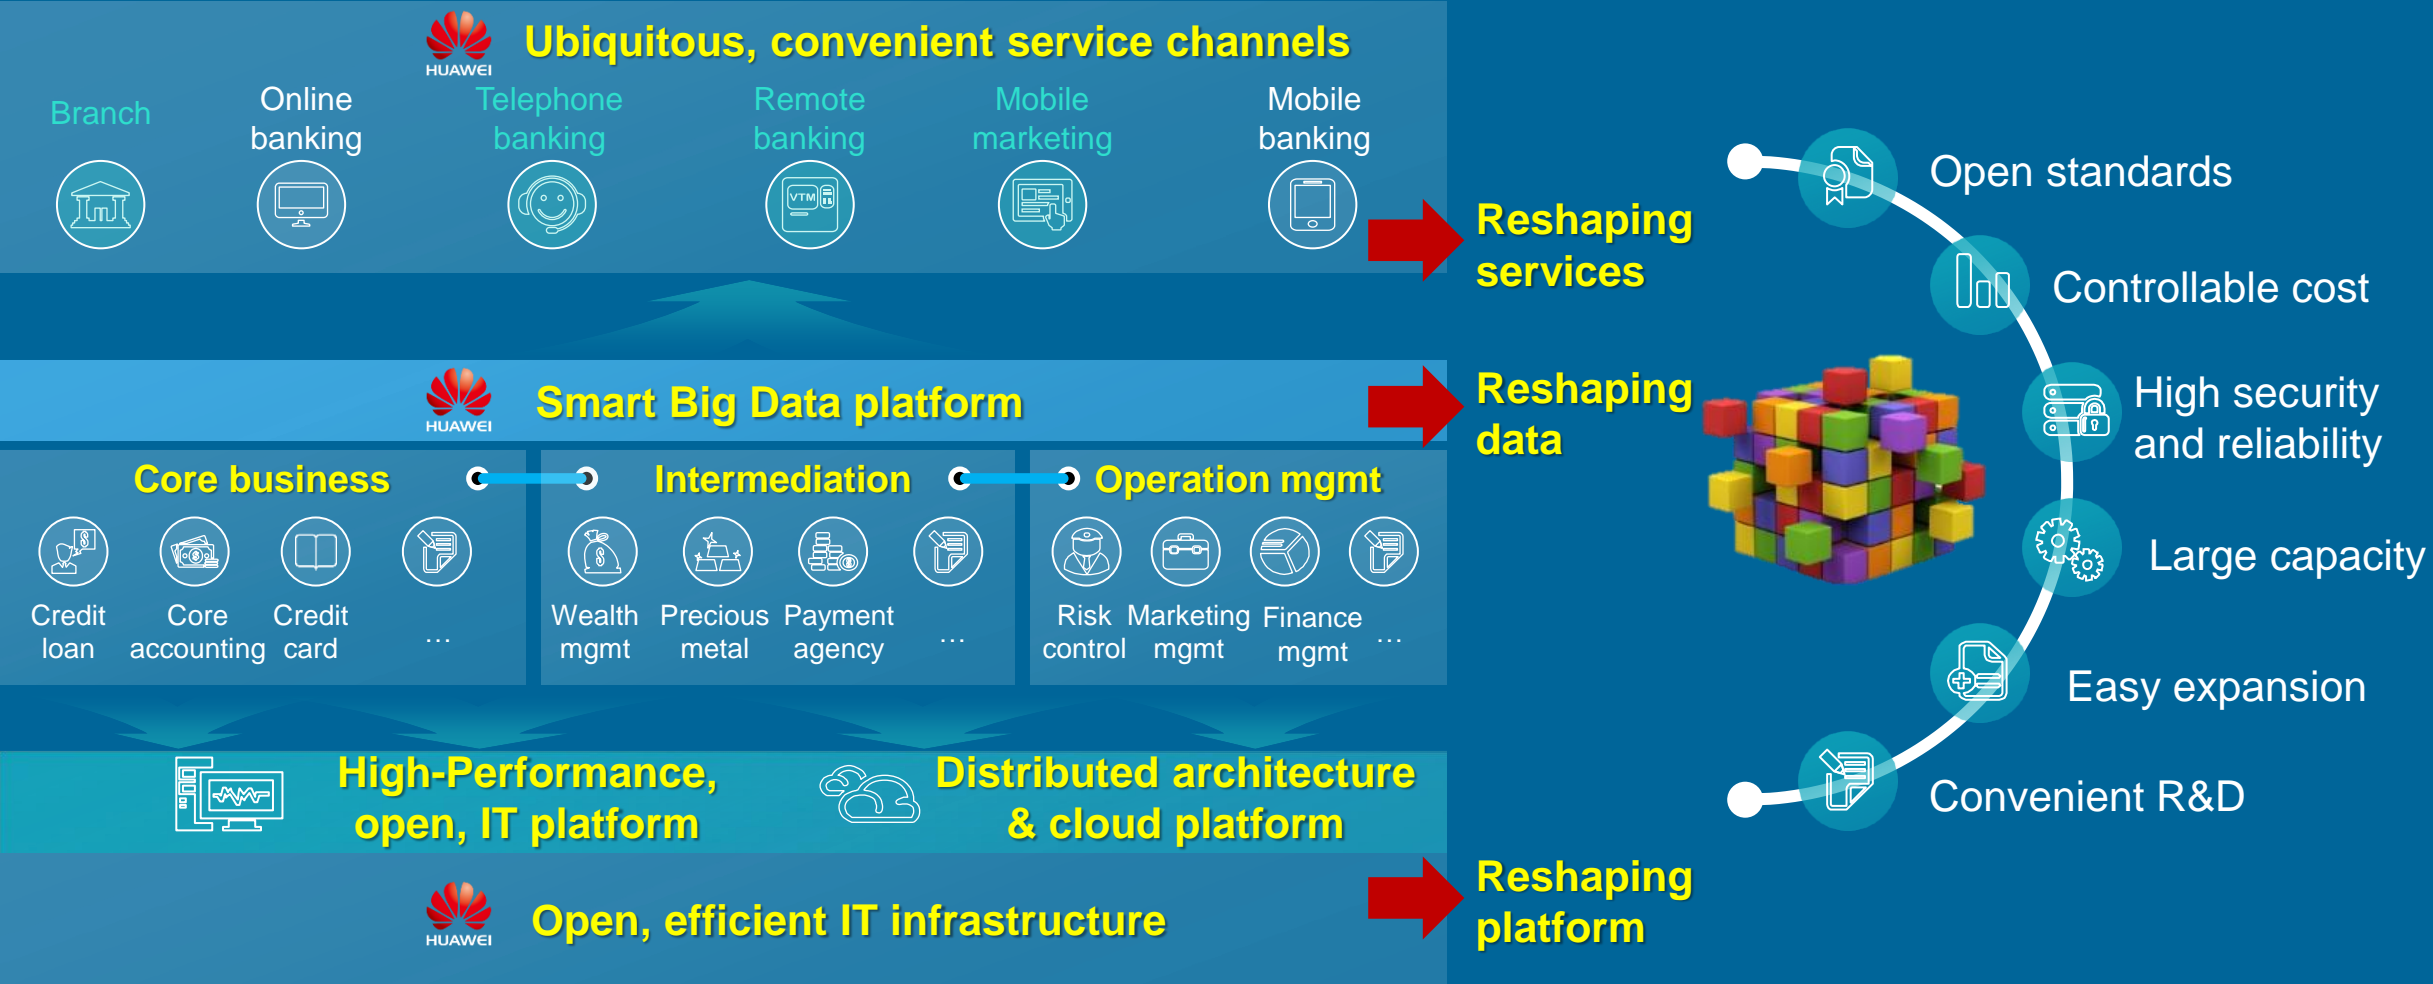 HUAWEI
Ubiquitous, convenient service channels
Branch
Online
banking
Telephone
banking
Remote
banking
Mobile
marketing
Mobile
banking
VTM
Reshaping
services
HUAWEI
Smart Big Data platform
Reshaping
data
Core business
Intermediation
Operation mgmt
Credit
loan
Core
accounting
Credit
card
…
Wealth
mgmt
Precious
metal
Payment
agency
…
Risk
control
Marketing
mgmt
Finance
mgmt
…
High-Performance,
open, IT platform
Distributed architecture
& cloud platform
HUAWEI
Open, efficient IT infrastructure
Reshaping
platform
Open standards
Controllable cost
High security
and reliability
Large capacity
Easy expansion
Convenient R&D